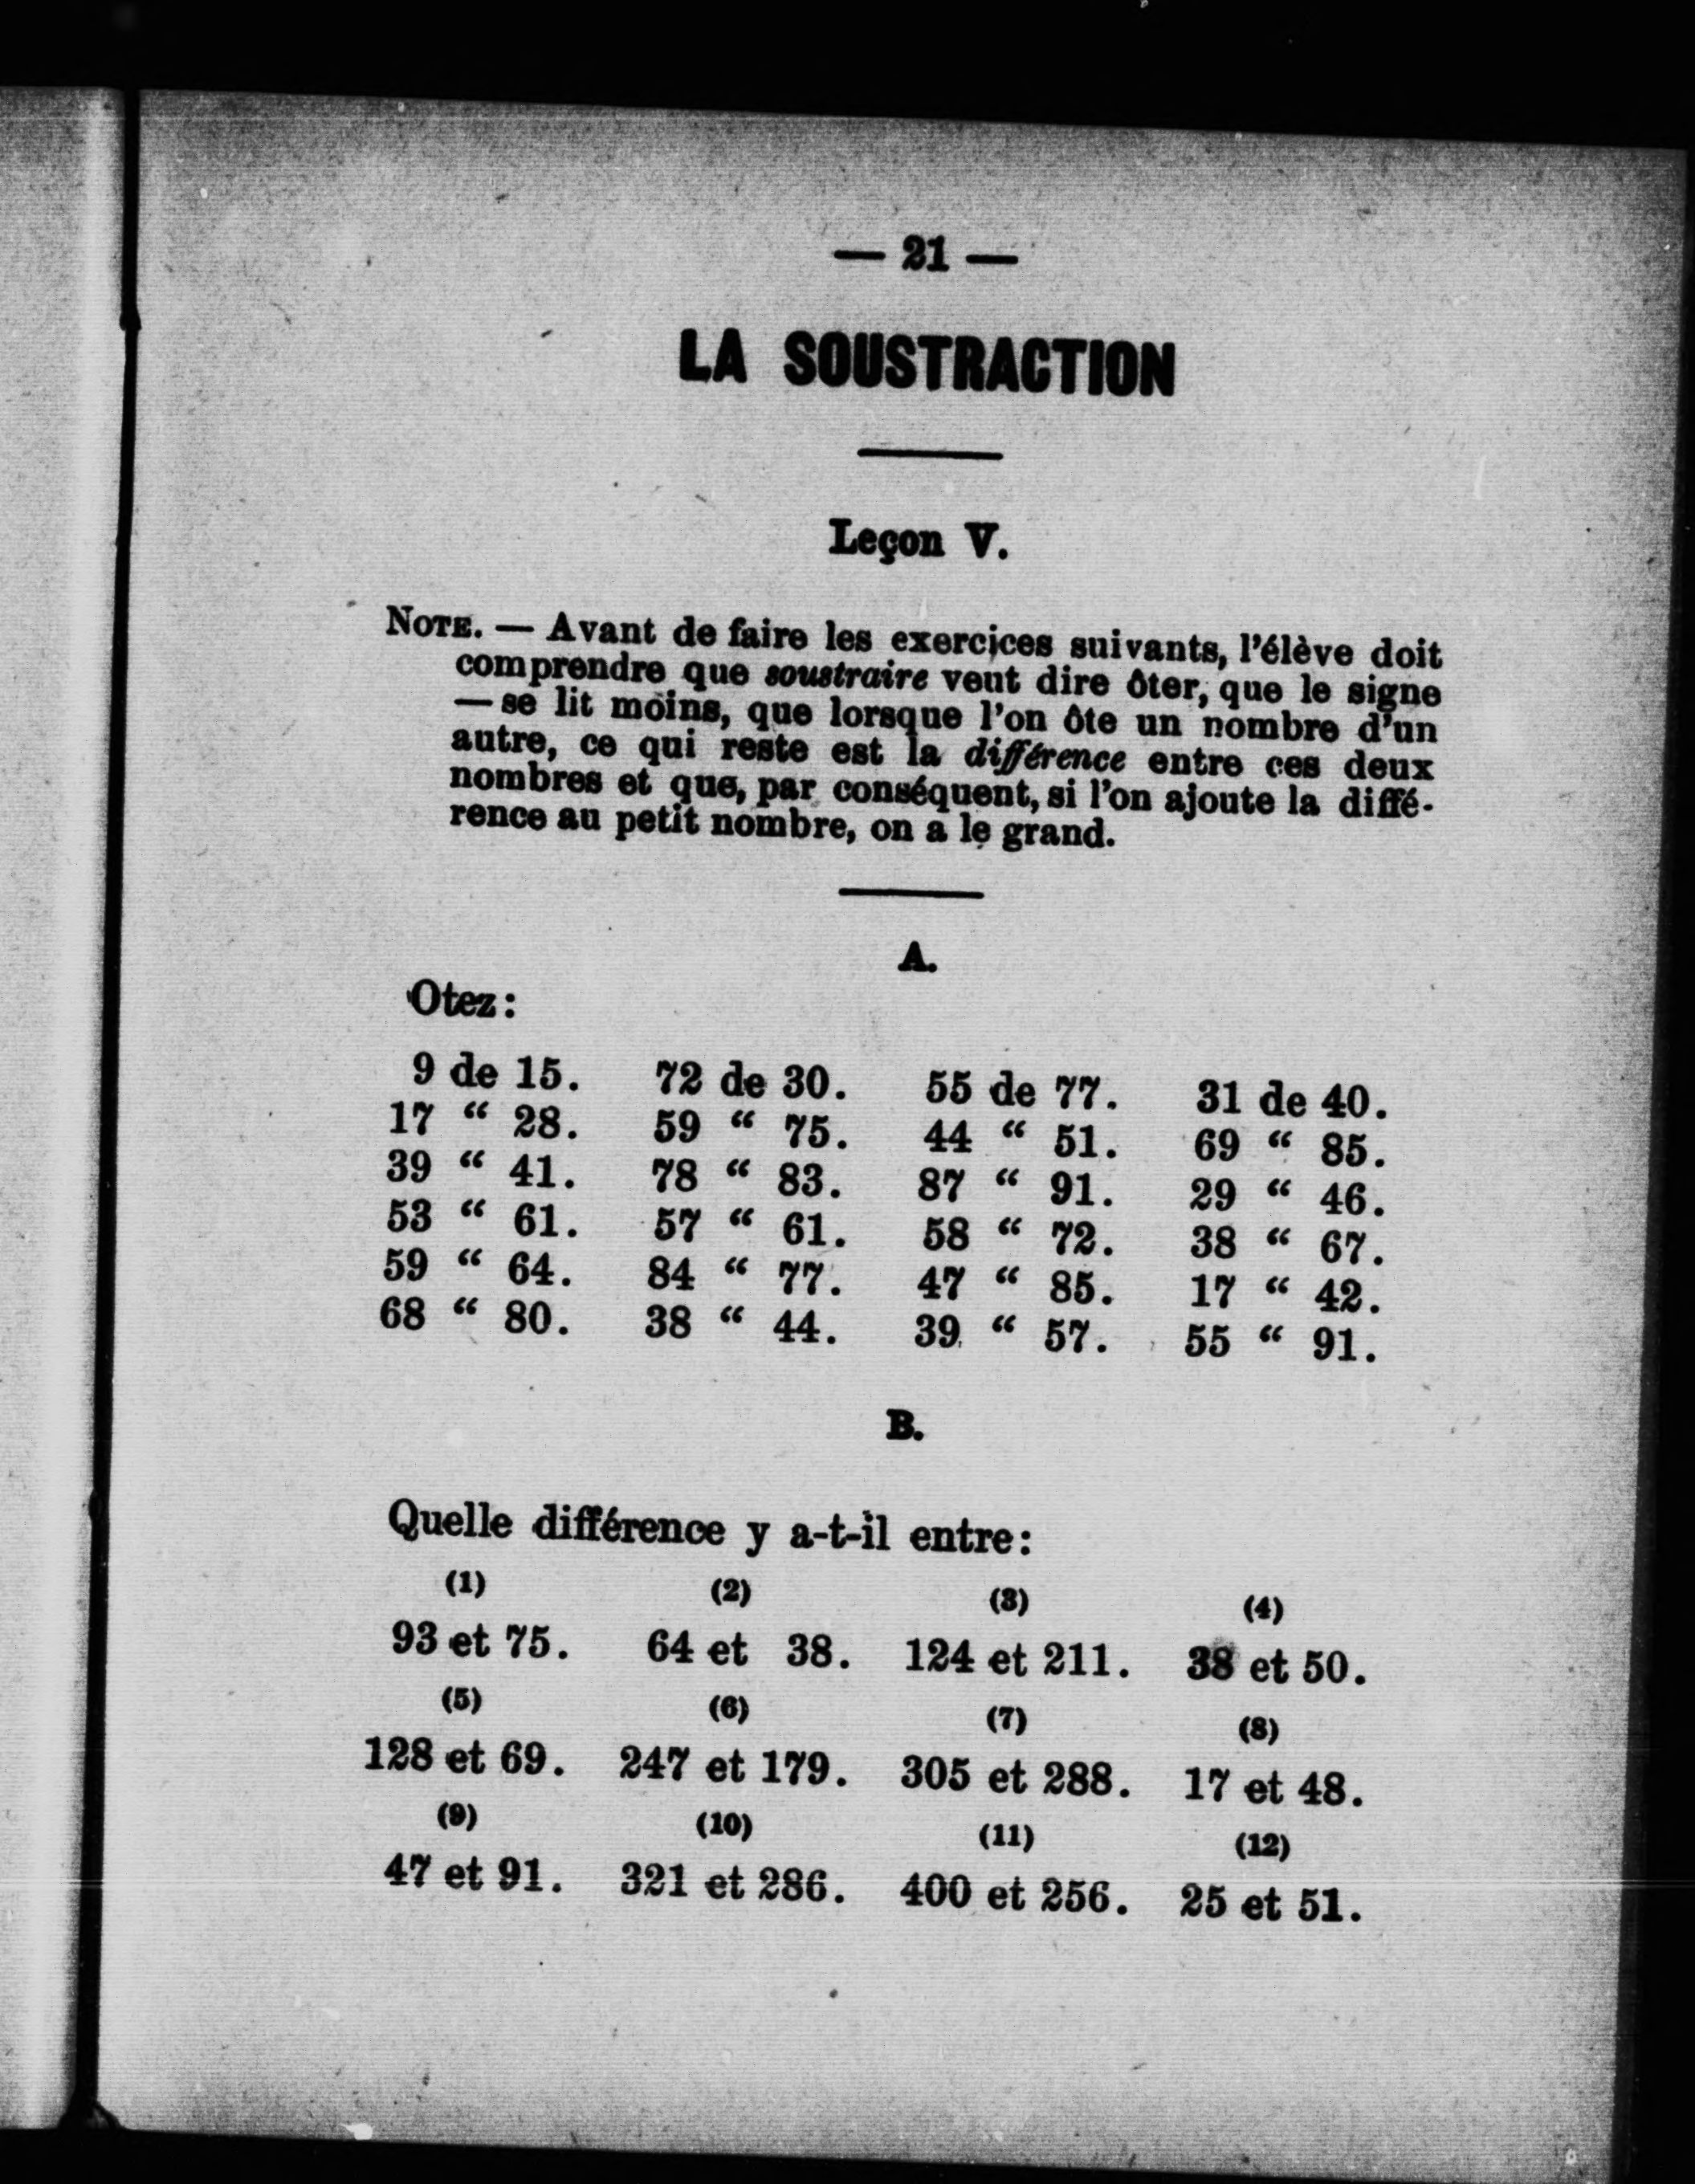 — 21 —
LA SOUSTRACTION
Leçon V.
NOTE. — Avant de faire les exercices suivants, l'élève doit
comprendre que soustraire veut dire ôter, que le signe
— se lit moins, que lorsque l'on ôte un nombre d'un
autre, ce qui reste est la différence entre ces deux
nombres et que, par conséquent, si l'on ajoute la diffé-
rence au petit nombre, on a le grand.
A.
Otez:
9 de 15. 72 de 30. 55 de 77. 31 de 40.
17 “ 28. 59 “ 75. 44 “ 51. 69 “ 85.
39 “ 41. 78 “ 83. 87 “ 91. 29 “ 46.
53 “ 61. 57 “ 61. 58 “ 72. 38 “ 67.
59 “ 64. 84 “ 77. 47 “ 85. 17 “ 42.
68 “ 80. 38 “ 44. 39 “ 57. 55 “ 91.
B.
Quelle différence y a-t-il entre:
(1) (2) (3) (4)
93 et 75. 64 et 38. 124 et 211. 38 et 50.
(5) (6) (7) (8)
128 et 69. 247 et 179. 305 et 288. 17 et 48.
(9) (10) (11) (12)
47 et 91. 321 et 286. 400 et 256. 25 et 51.